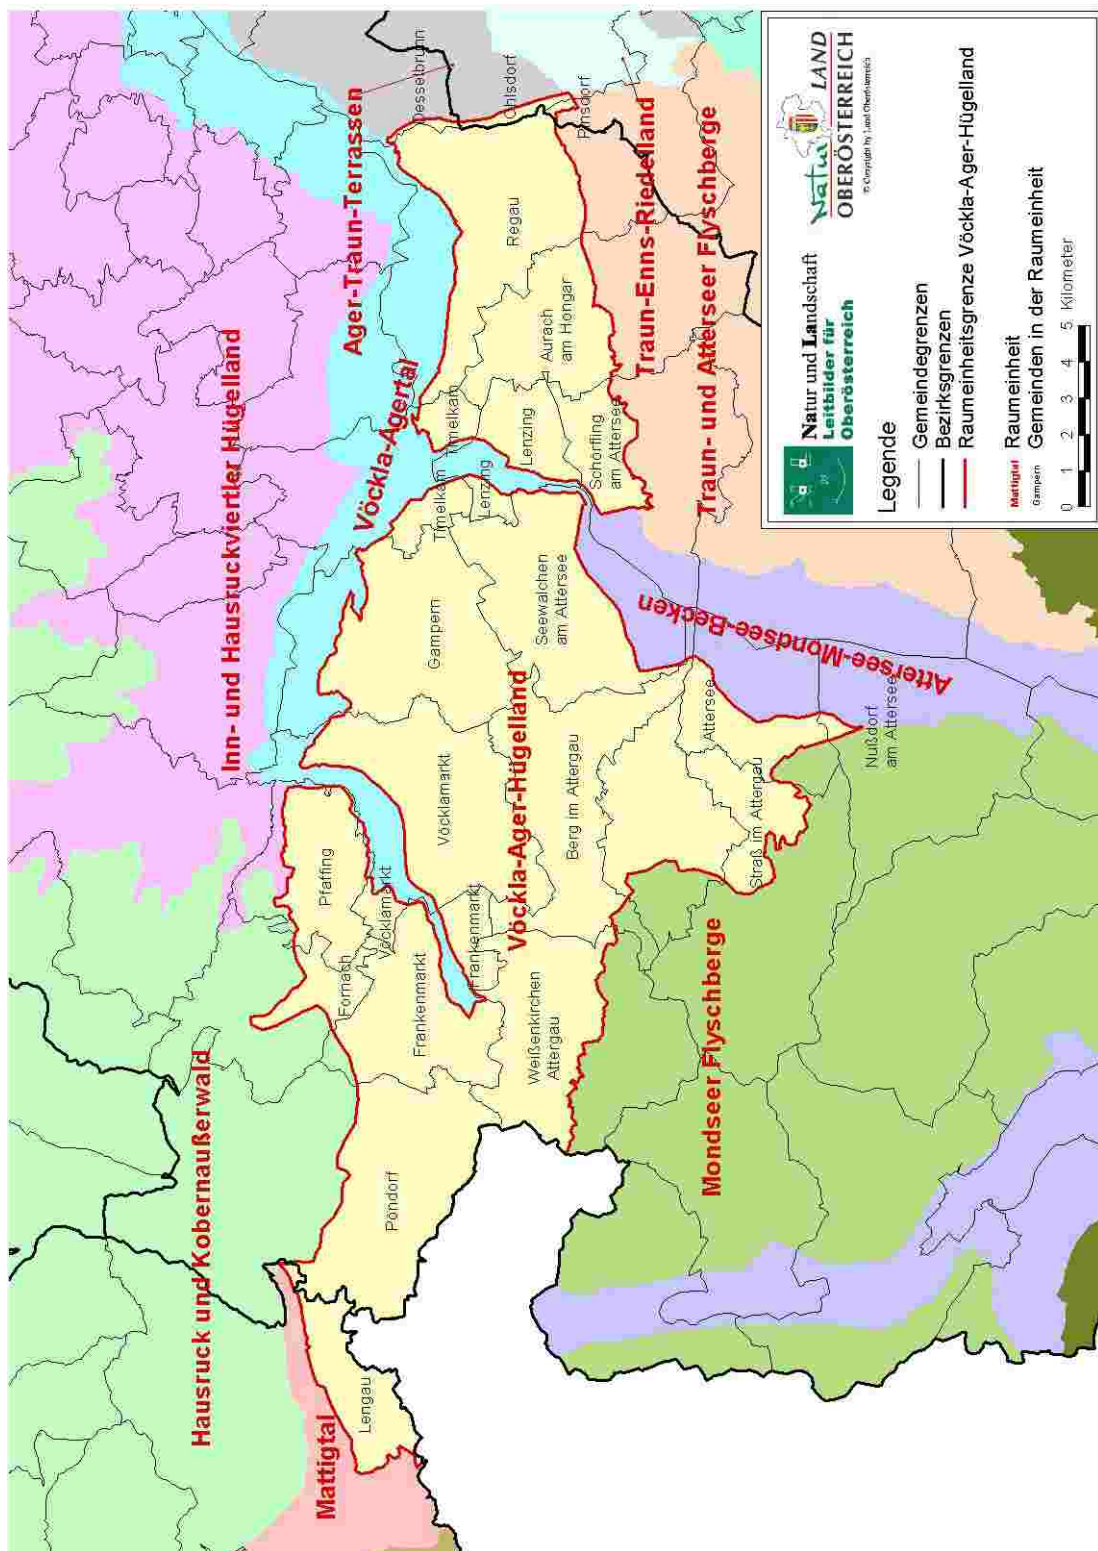 Hausruck und Kobernaußerwald
Inn- und Hausruckviertler Hügelland
Ager-Traun-Terrassen
Vöckla-Agertal
Mattigtal
Vöckla-Ager-Hügelland
Mondseer Flyschberge
Attersee-Mondsee-Becken
Traun-Enns-Riedelland
Traun- und Atterseer Flyschberge
Lengau
Pöndorf
Fornach
Pfaffing
Vöcklamarkt
Frankenmarkt
Frankenmarkt
Weißenkirchen
Attergau
Vöcklamarkt
Berg im Attergau
Straß im Attergau
Attersee
Nußdorf
am Attersee
Gampern
Seewalchen
am Attersee
Timelkam
Lenzing
Timelkam
Lenzing
Schörfling
am Attersee
Aurach
am Hongar
Regau
Desselbrunn
Ohlsdorf
Pinsdorf
Natur und Landschaft
Leitbilder für
Oberösterreich
Natur
LAND
OBERÖSTERREICH
© Copyright by Land Oberösterreich
Legende
Gemeindegrenzen
Bezirksgrenzen
Raumeinheitsgrenze Vöckla-Ager-Hügelland
Mattigtal Raumeinheit
Gampern Gemeinden in der Raumeinheit
0 1 2 3 4 5 Kilometer